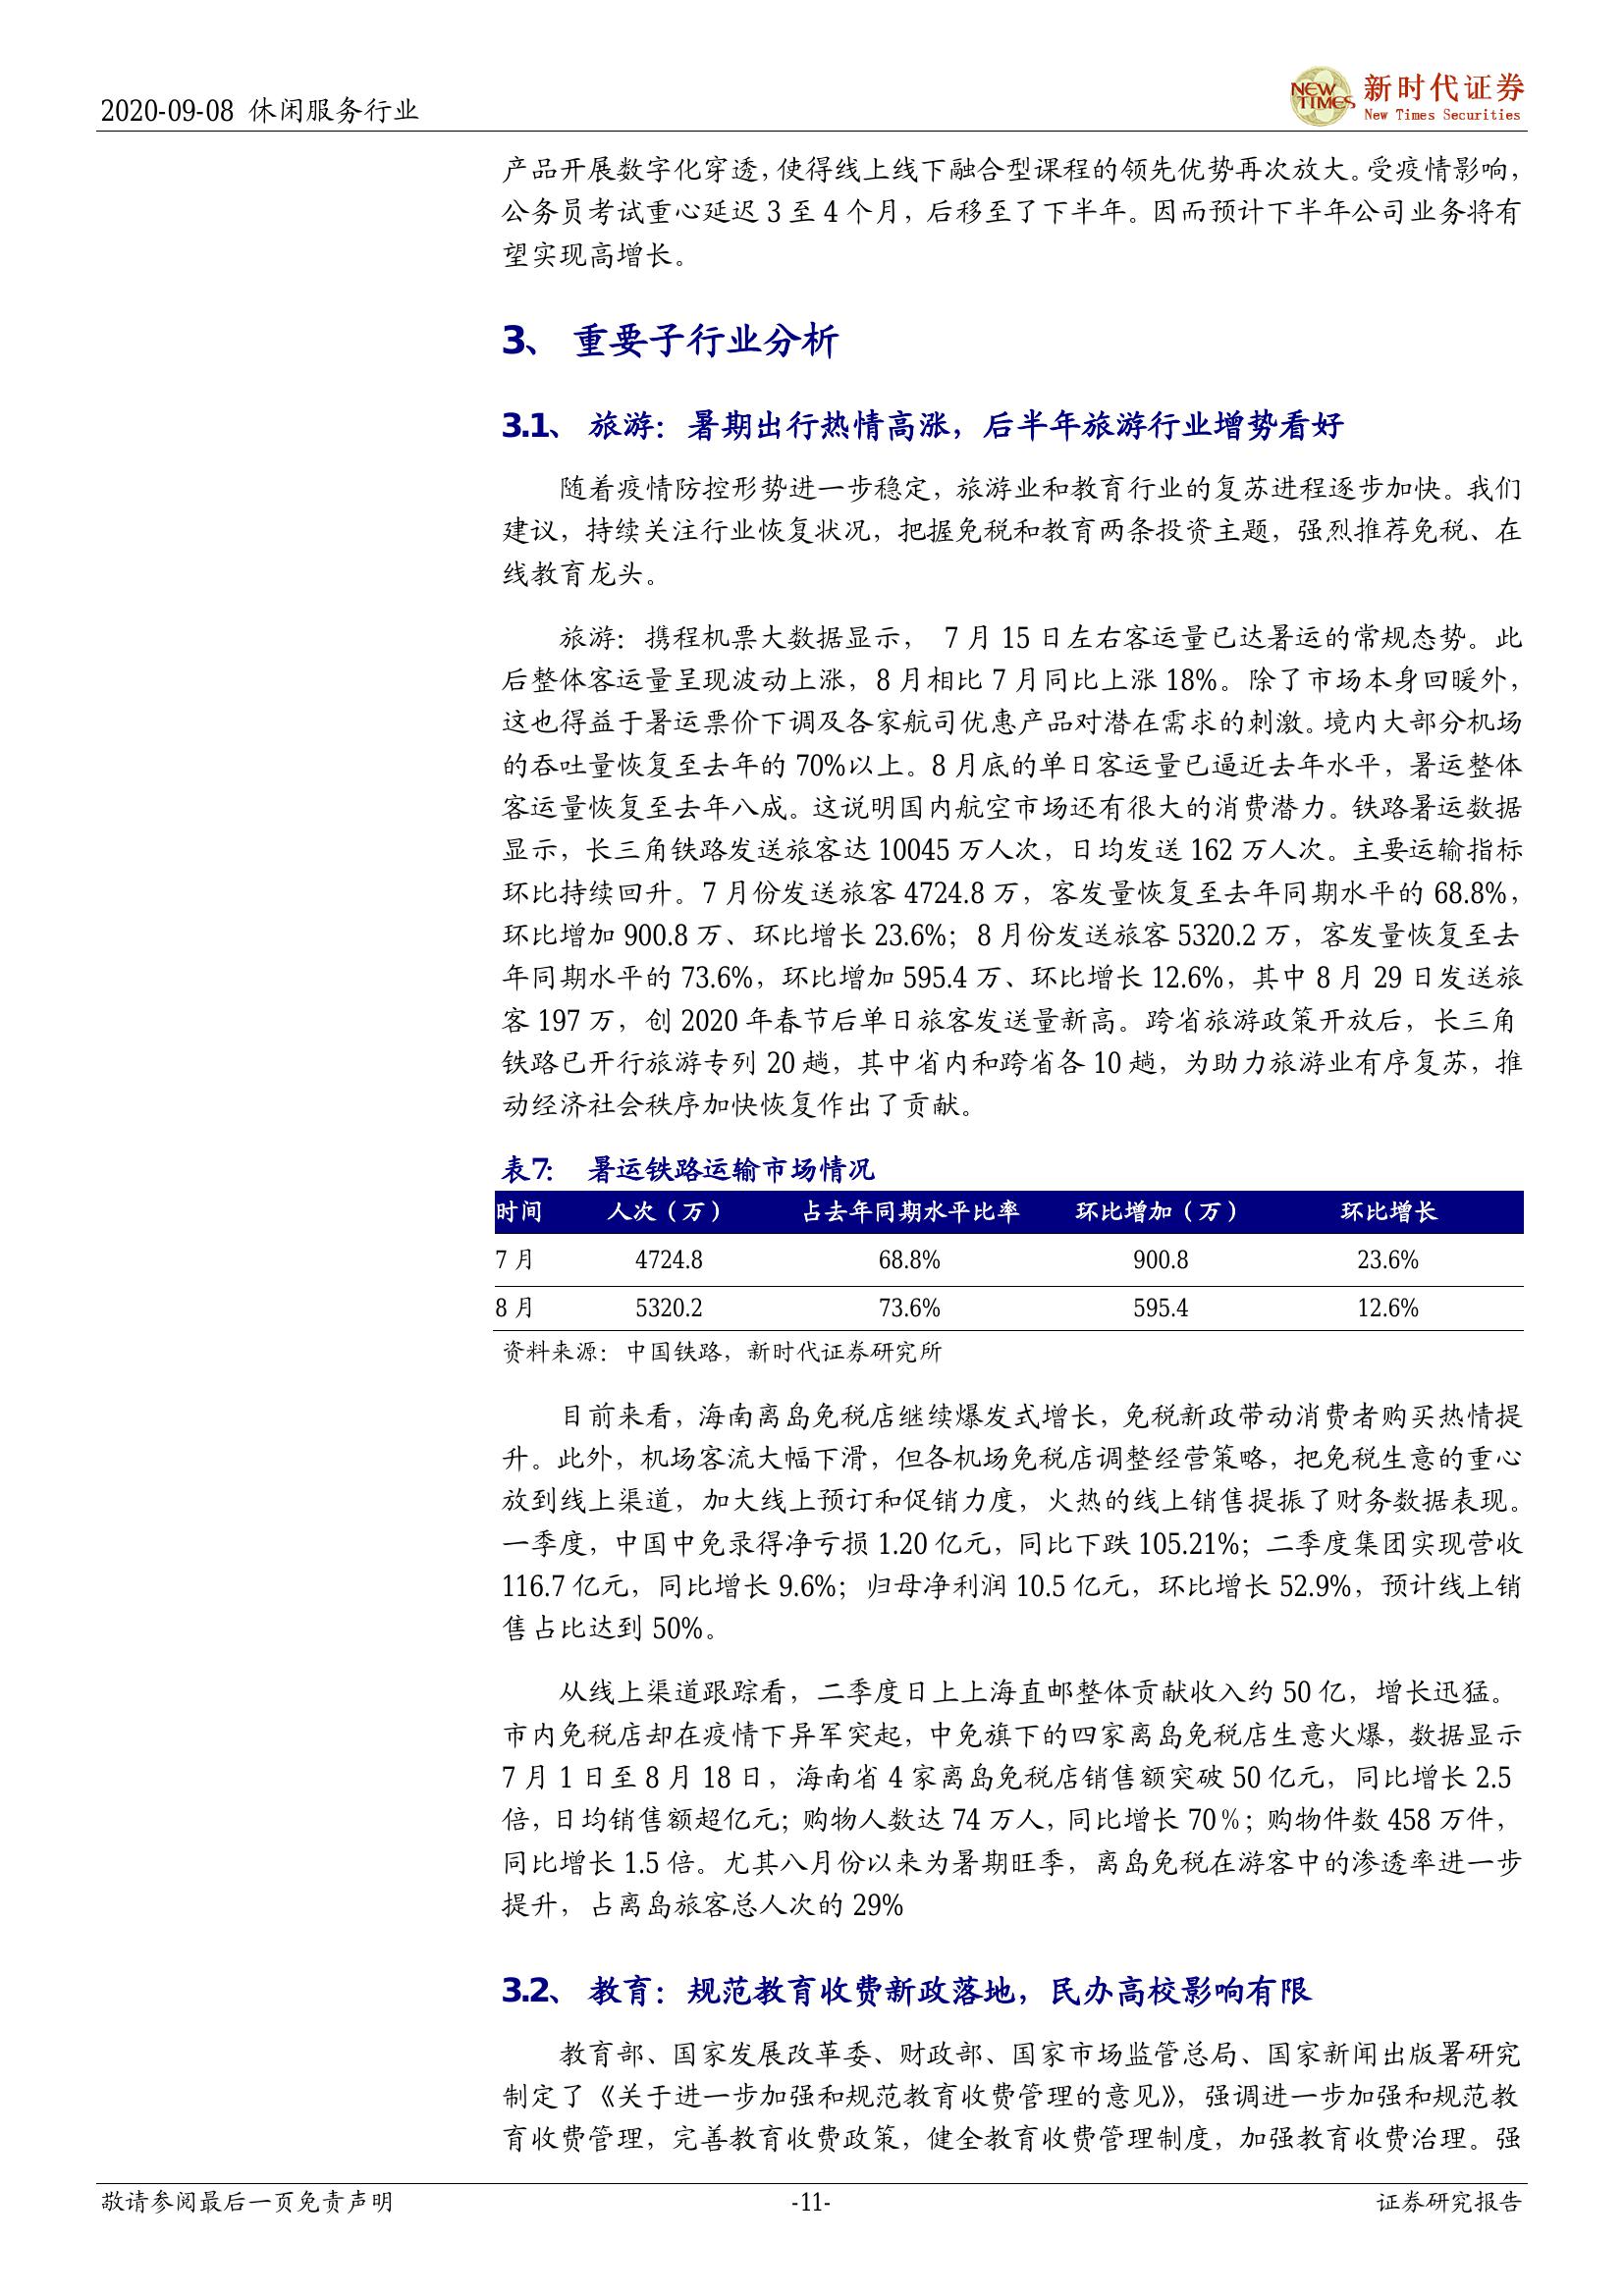 2020-09-08 休闲服务行业
NEW TIMES 新时代证券
New Times Securities
产品开展数字化穿透，使得线上线下融合型课程的领先优势再次放大。受疫情影响，
公务员考试重心延迟 3 至 4 个月，后移至了下半年。因而预计下半年公司业务将有
望实现高增长。
3、 重要子行业分析
3.1、 旅游：暑期出行热情高涨，后半年旅游行业增势看好
随着疫情防控形势进一步稳定，旅游业和教育行业的复苏进程逐步加快。我们
建议，持续关注行业恢复状况，把握免税和教育两条投资主题，强烈推荐免税、在
线教育龙头。
旅游：携程机票大数据显示， 7 月 15 日左右客运量已达暑运的常规态势。此
后整体客运量呈现波动上涨，8 月相比 7 月同比上涨 18%。除了市场本身回暖外，
这也得益于暑运票价下调及各家航司优惠产品对潜在需求的刺激。境内大部分机场
的吞吐量恢复至去年的 70%以上。8 月底的单日客运量已逼近去年水平，暑运整体
客运量恢复至去年八成。这说明国内航空市场还有很大的消费潜力。铁路暑运数据
显示，长三角铁路发送旅客达 10045 万人次，日均发送 162 万人次。主要运输指标
环比持续回升。7 月份发送旅客 4724.8 万，客发量恢复至去年同期水平的 68.8%，
环比增加 900.8 万、环比增长 23.6%；8 月份发送旅客 5320.2 万，客发量恢复至去
年同期水平的 73.6%，环比增加 595.4 万、环比增长 12.6%，其中 8 月 29 日发送旅
客 197 万，创 2020 年春节后单日旅客发送量新高。跨省旅游政策开放后，长三角
铁路已开行旅游专列 20 趟，其中省内和跨省各 10 趟，为助力旅游业有序复苏，推
动经济社会秩序加快恢复作出了贡献。
表7： 暑运铁路运输市场情况
时间 人次（万） 占去年同期水平比率 环比增加（万） 环比增长
7 月 4724.8 68.8% 900.8 23.6%
8 月 5320.2 73.6% 595.4 12.6%
资料来源：中国铁路，新时代证券研究所
目前来看，海南离岛免税店继续爆发式增长，免税新政带动消费者购买热情提
升。此外，机场客流大幅下滑，但各机场免税店调整经营策略，把免税生意的重心
放到线上渠道，加大线上预订和促销力度，火热的线上销售提振了财务数据表现。
一季度，中国中免录得净亏损 1.20 亿元，同比下跌 105.21%；二季度集团实现营收
116.7 亿元，同比增长 9.6%；归母净利润 10.5 亿元，环比增长 52.9%，预计线上销
售占比达到 50%。
从线上渠道跟踪看，二季度日上上海直邮整体贡献收入约 50 亿，增长迅猛。
市内免税店却在疫情下异军突起，中免旗下的四家离岛免税店生意火爆，数据显示
7 月 1 日至 8 月 18 日，海南省 4 家离岛免税店销售额突破 50 亿元，同比增长 2.5
倍，日均销售额超亿元；购物人数达 74 万人，同比增长 70％；购物件数 458 万件，
同比增长 1.5 倍。尤其八月份以来为暑期旺季，离岛免税在游客中的渗透率进一步
提升，占离岛旅客总人次的 29%
3.2、 教育：规范教育收费新政落地，民办高校影响有限
教育部、国家发展改革委、财政部、国家市场监管总局、国家新闻出版署研究
制定了《关于进一步加强和规范教育收费管理的意见》，强调进一步加强和规范教
育收费管理，完善教育收费政策，健全教育收费管理制度，加强教育收费治理。强
敬请参阅最后一页免责声明 -11- 证券研究报告